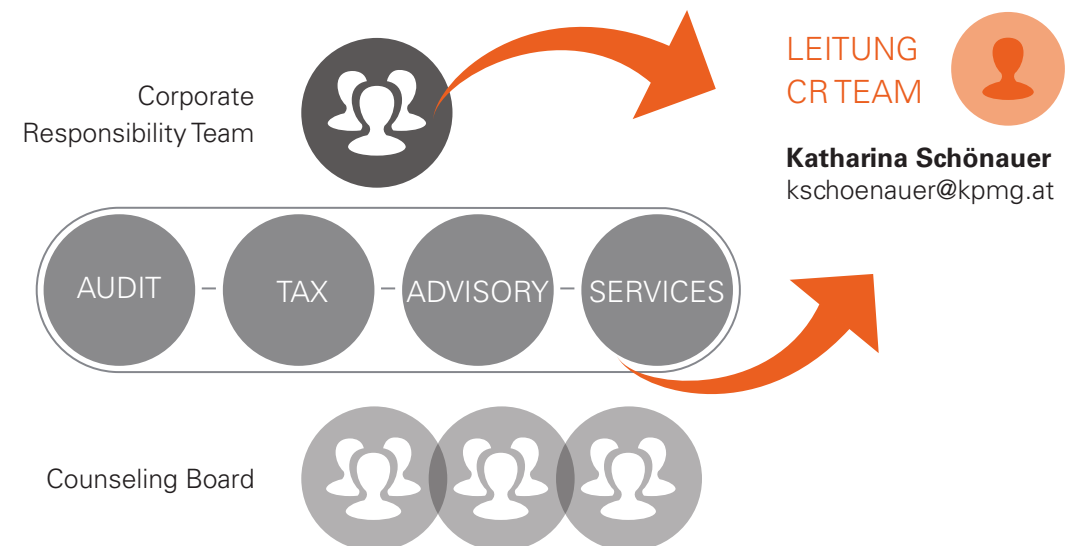 Corporate
Responsibility Team
LEITUNG
CR TEAM
Katharina Schönauer
kschoenauer@kpmg.at
AUDIT – TAX – ADVISORY – SERVICES
Counseling Board